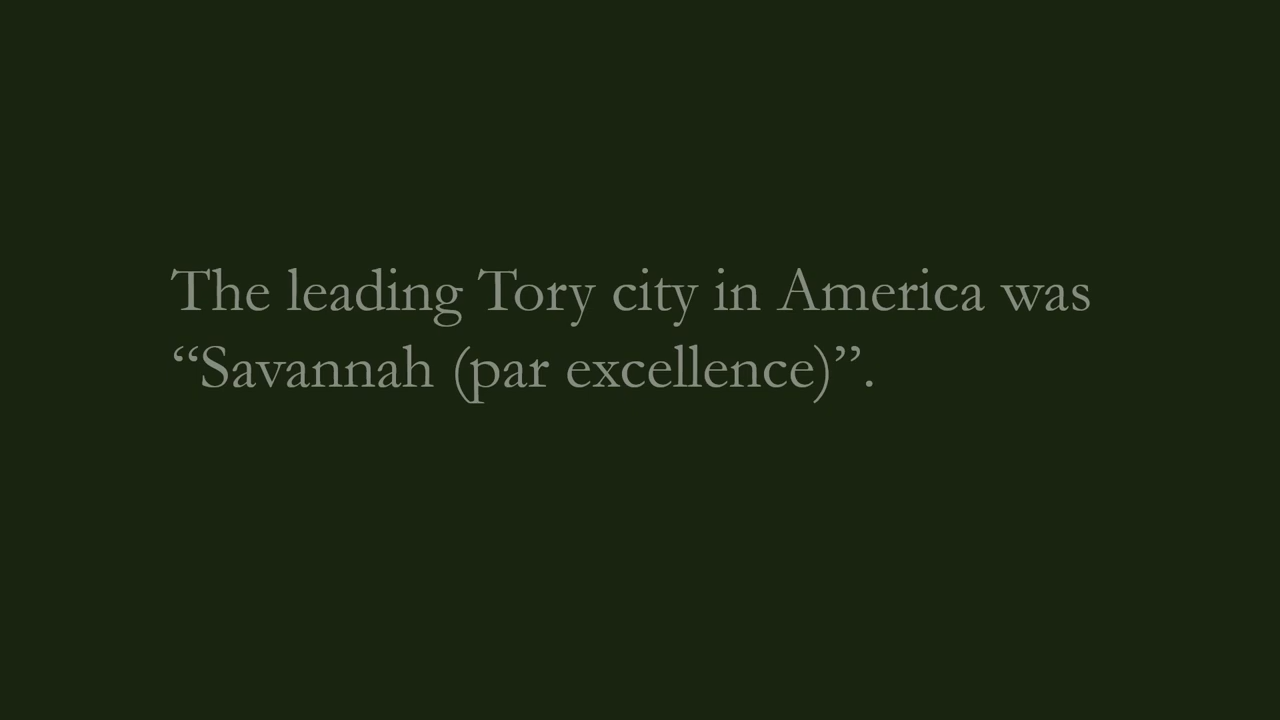 The leading Tory city in America was
“Savannah (par excellence)”.